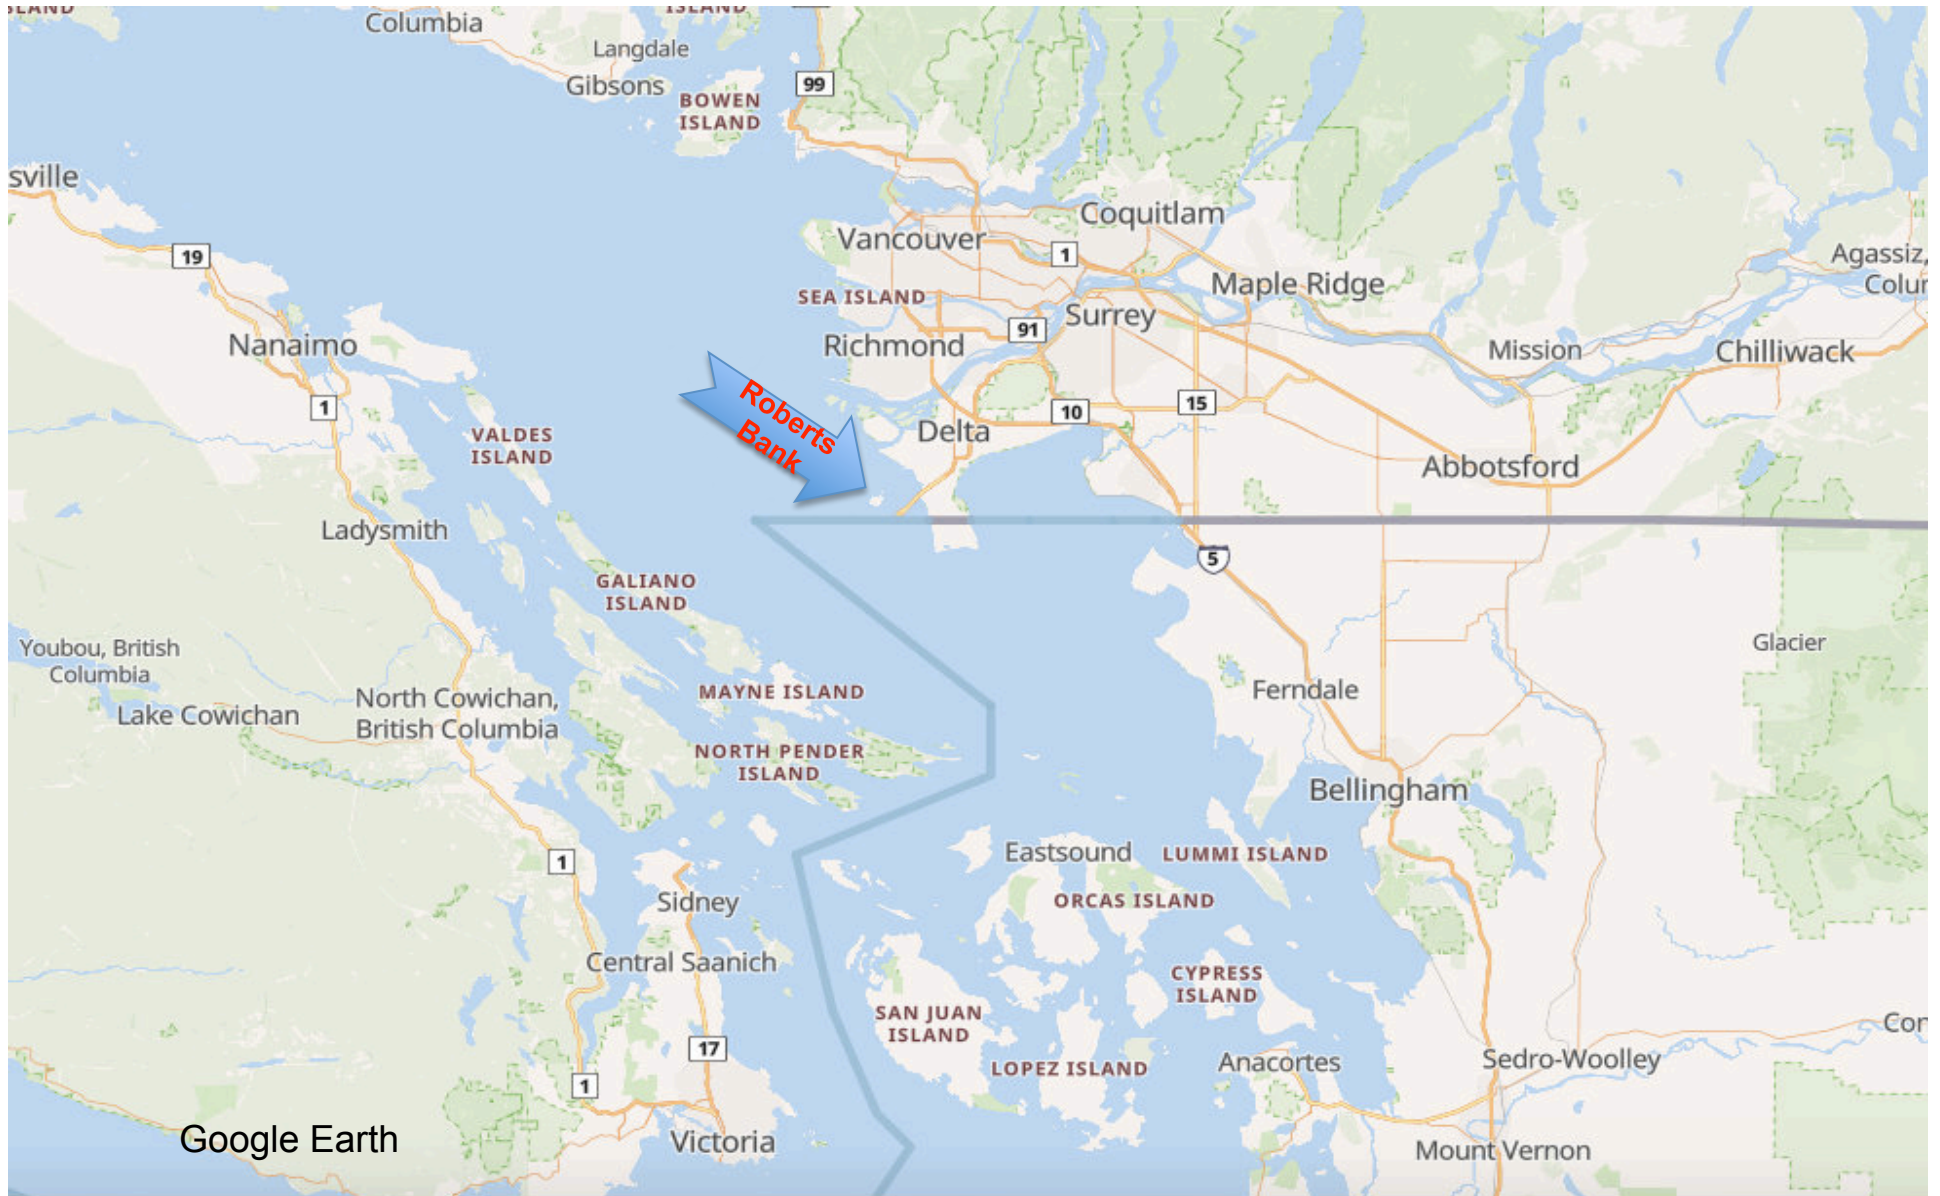 LAND
Columbia
ISLAND
Langdale
Gibsons
BOWEN
ISLAND
99
sville
19
Coquitlam
Vancouver
1
Agassiz,
Colur
SEA ISLAND
Maple Ridge
Surrey
91
Richmond
Nanaimo
Mission
Chilliwack
1
Roberts
Bank
10
15
VALDES
ISLAND
Delta
Abbotsford
Ladysmith
5
GALIANO
ISLAND
Youbou, British
Columbia
Glacier
Lake Cowichan
North Cowichan,
British Columbia
MAYNE ISLAND
Ferndale
NORTH PENDER
ISLAND
Bellingham
1
Eastsound
LUMMI ISLAND
Sidney
ORCAS ISLAND
Central Saanich
CYPRESS
ISLAND
SAN JUAN
ISLAND
Cor
17
LOPEZ ISLAND
Anacortes
Sedro-Woolley
1
Google Earth
Victoria
Mount Vernon